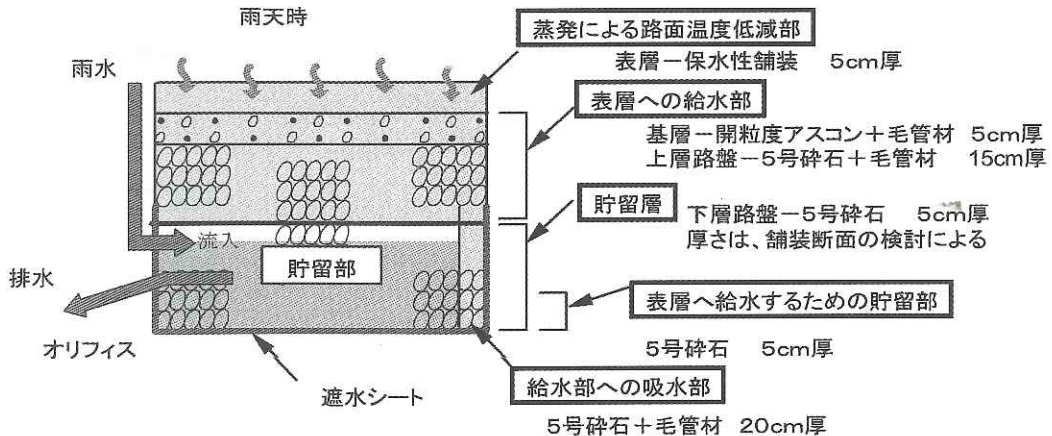 雨天時
雨水
蒸発による路面温度低減部
表層－保水性舗装　5cm厚
表層への給水部
基層－開粒度アスコン＋毛管材　5cm厚
上層路盤－5号砕石＋毛管材　15cm厚
貯留層
下層路盤－5号砕石　5cm厚
厚さは、舗装断面の検討による
流入
貯留部
排水
オリフィス
表層へ給水するための貯留部
5号砕石　5cm厚
遮水シート
給水部への吸水部
5号砕石＋毛管材　20cm厚